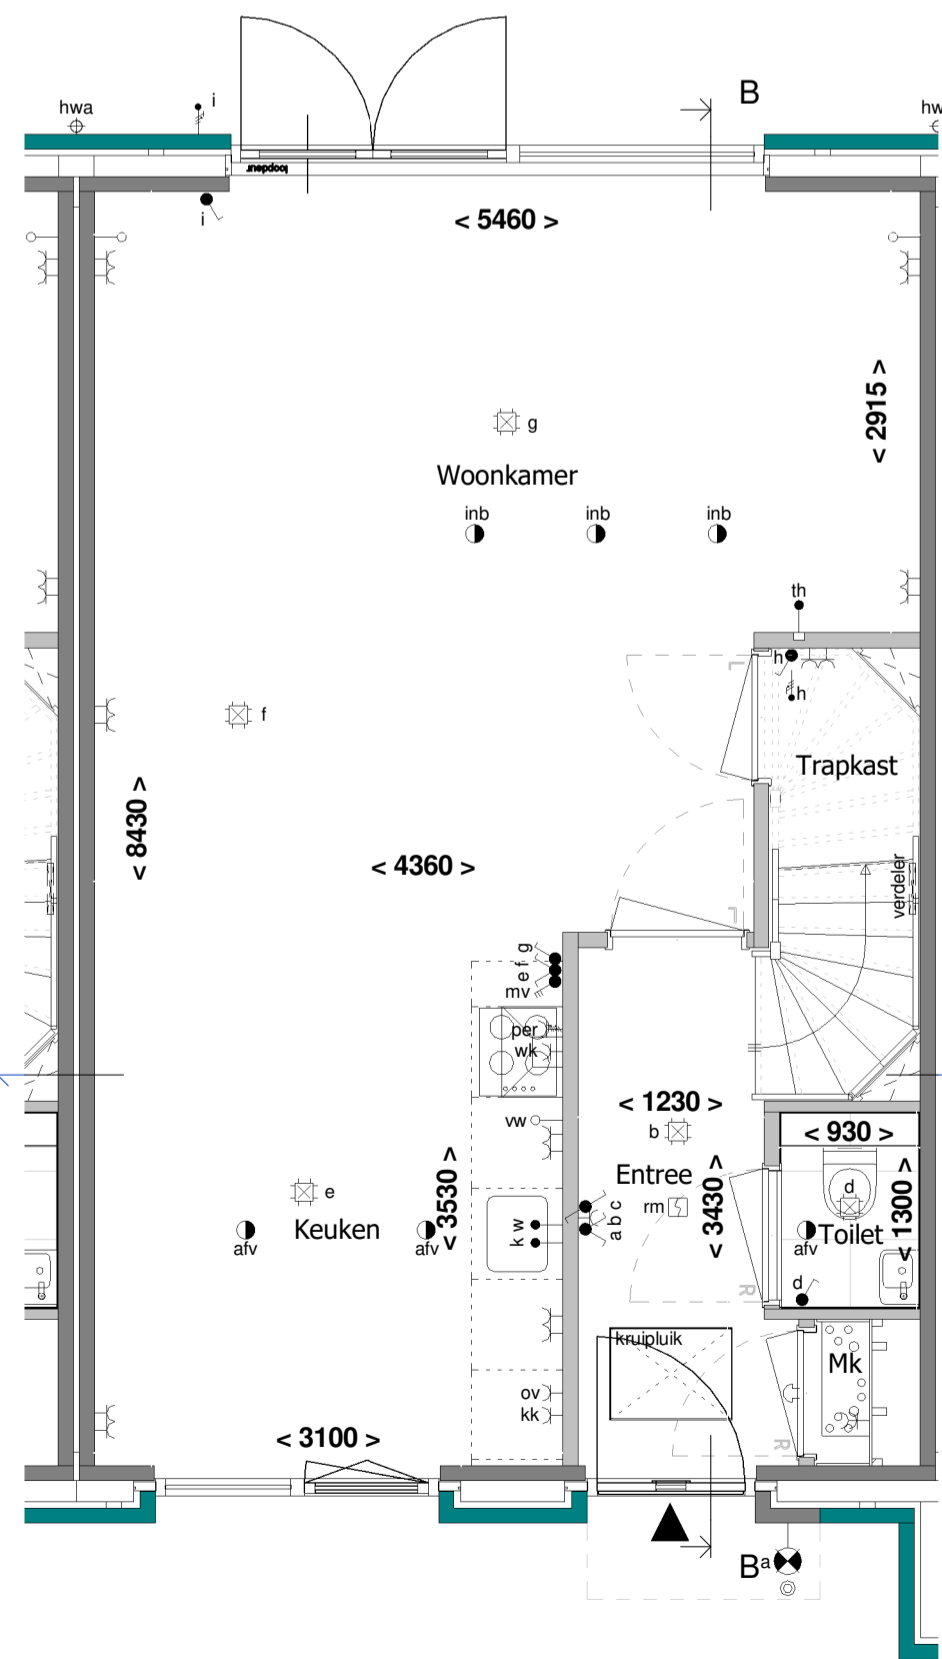 B
hwa
i
hw
loopdeur
i
< 5460 >
< 2915 >
g
Woonkamer
inb
inb
inb
th
L
h
h
f
Trapkast
< 8430 >
< 4360 >
verdeler
L
g
e f
mv
per
wk
< 1230 >
vw
b
< 930 >
Entree
< 3530 >
< 3430 >
< 1300 >
e
rm
d
Keuken
k w
a b c
Toilet
afv
afv
afv
d
R
kruipluik
Mk
ov
kk
< 3100 >
R
B
a